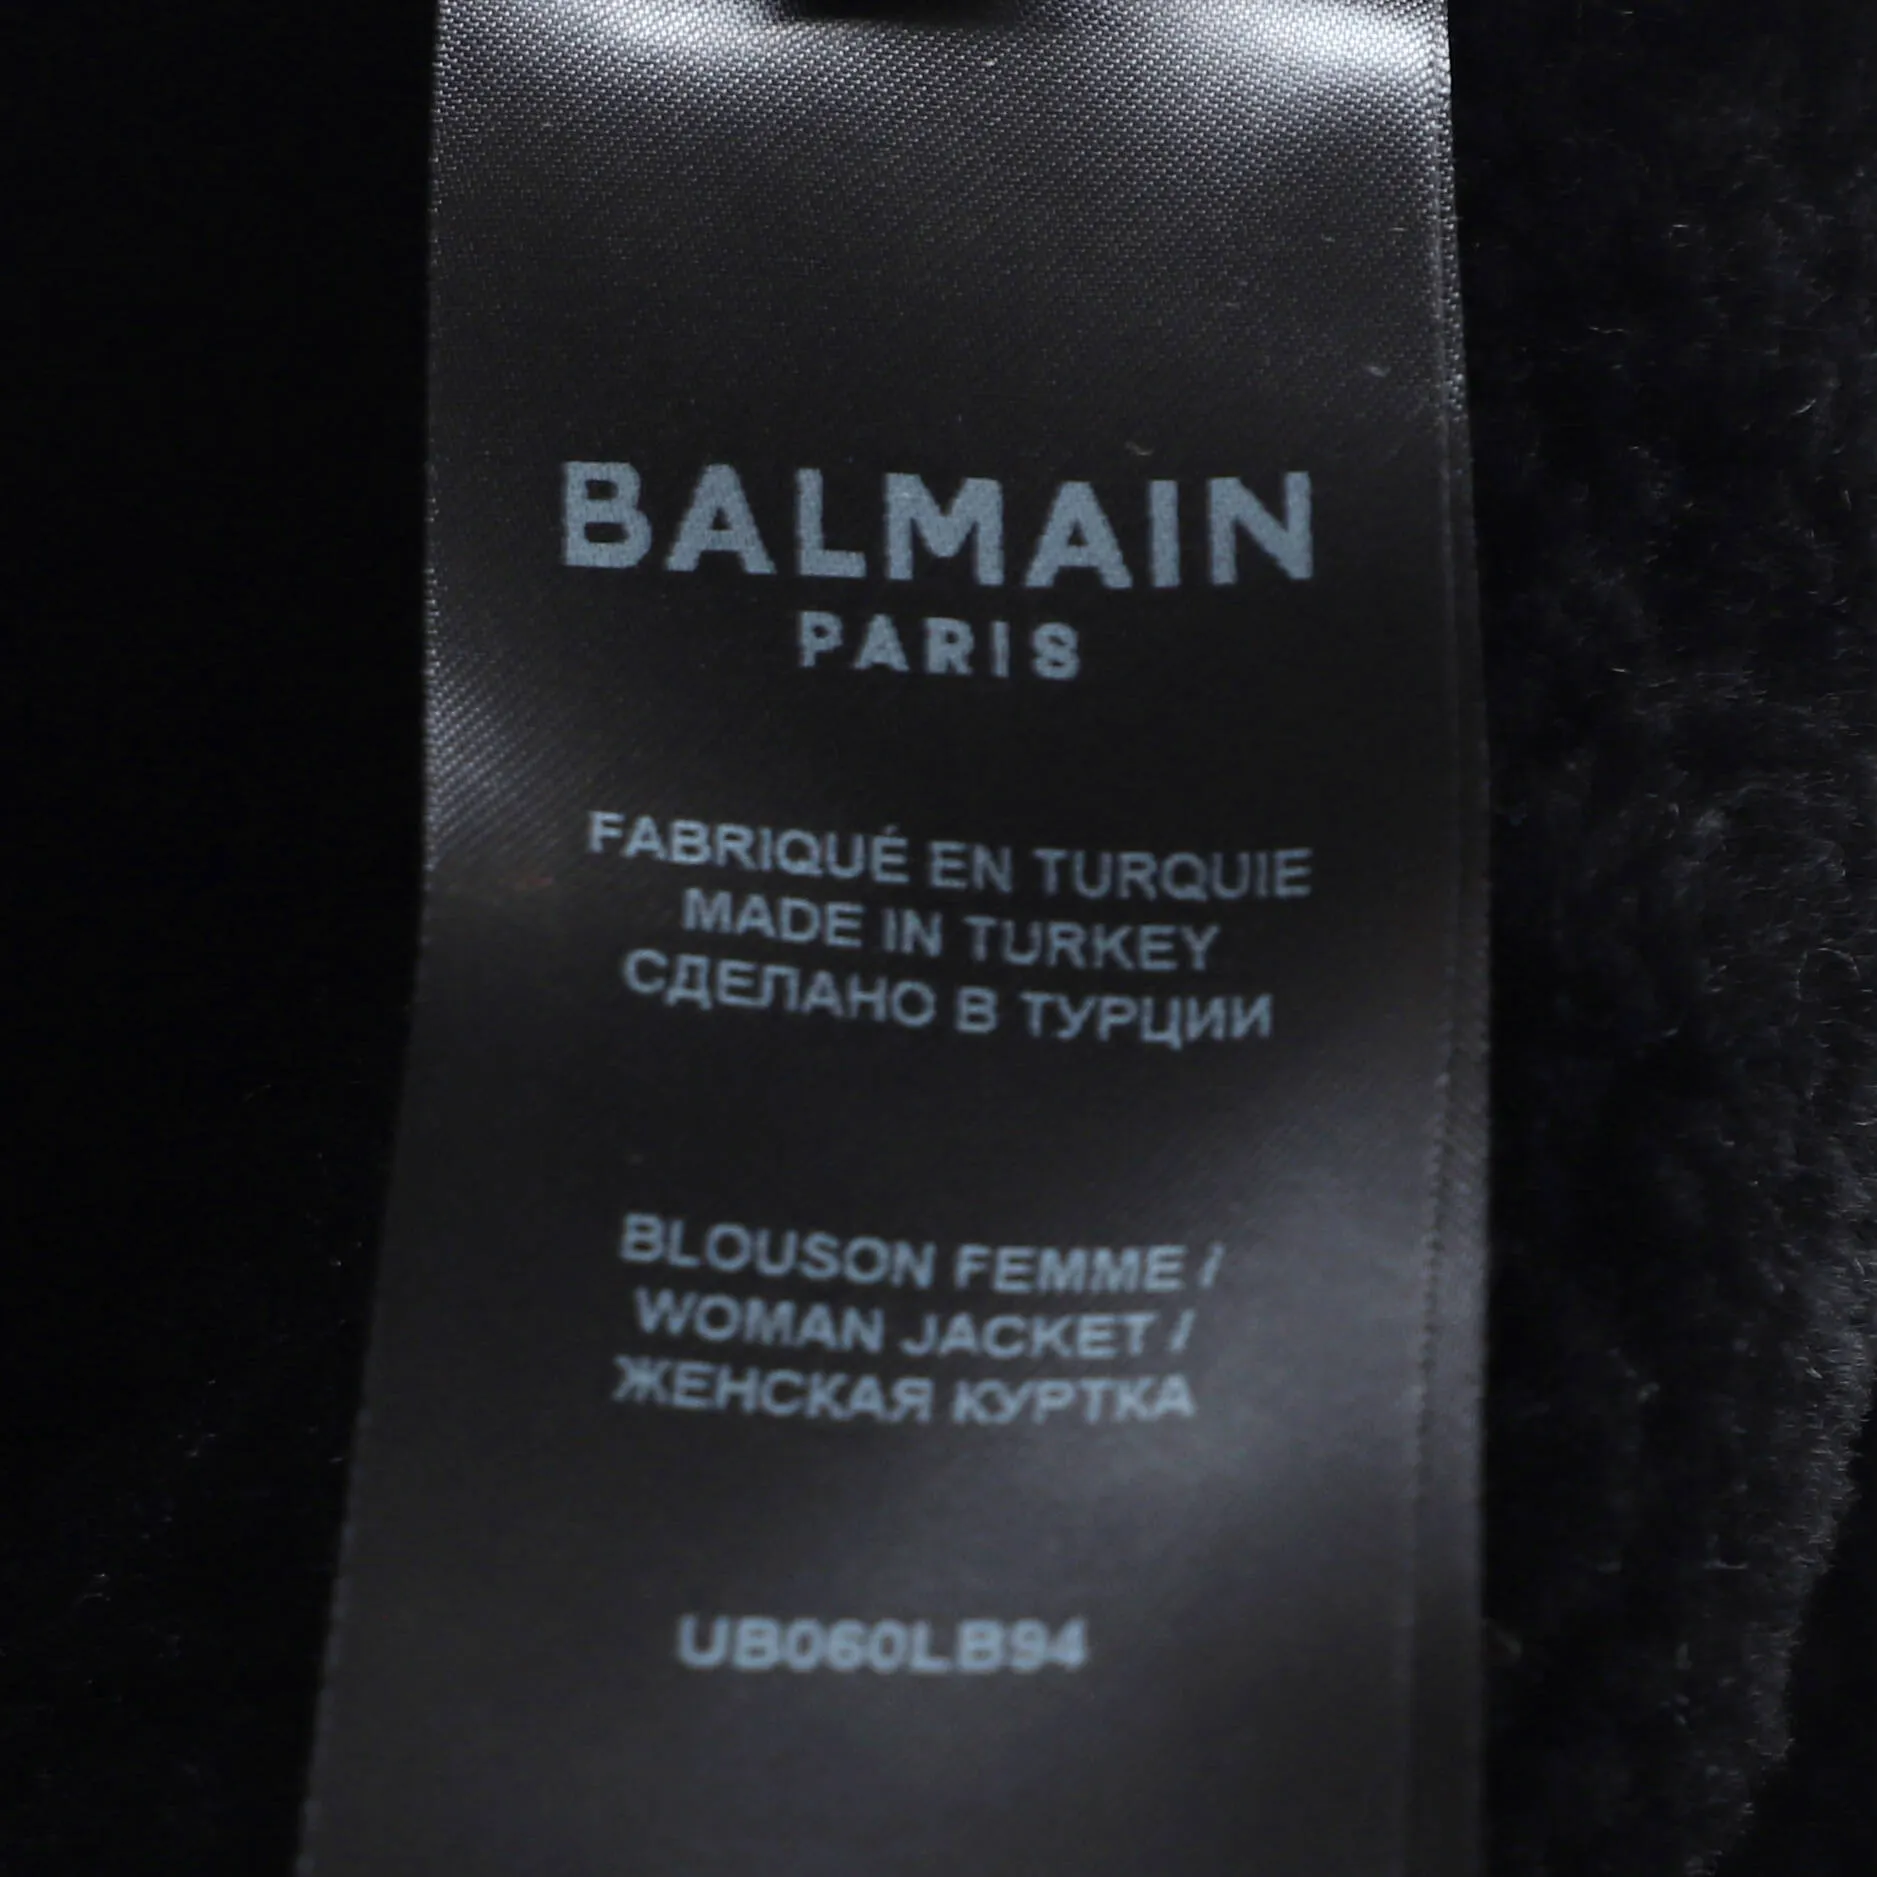 BALMAIN
PARIS
FABRIQUÉ EN TURQUIE
MADE IN TURKEY
СДЕЛАНО В ТУРЦИИ
BLOUSON FEMME /
WOMAN JACKET /
ЖЕНСКАЯ КУРТКА
UB060LB94